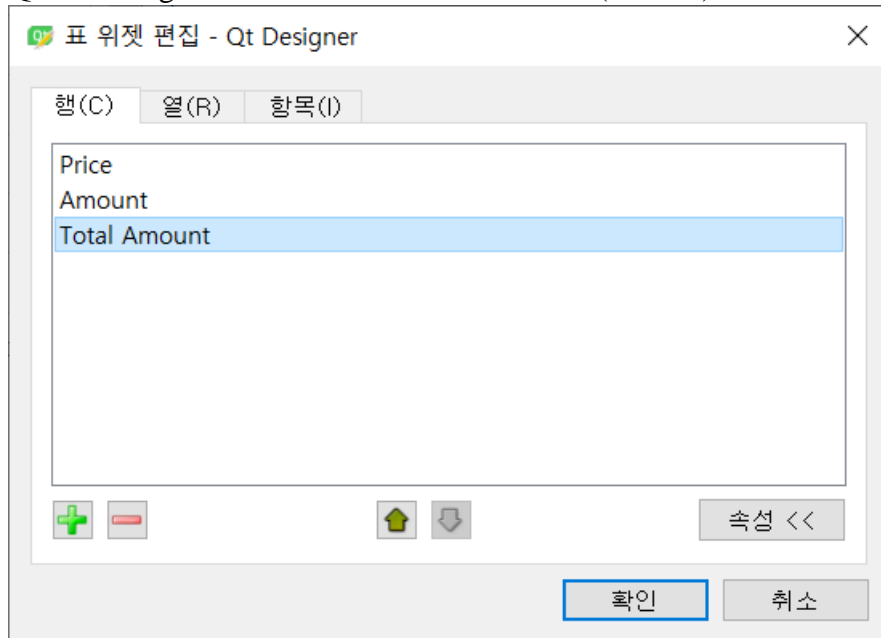 표 위젯 편집 - Qt Designer
행(C) 열(R) 항목(I)
Price
Amount
Total Amount
속성 <<
확인 취소